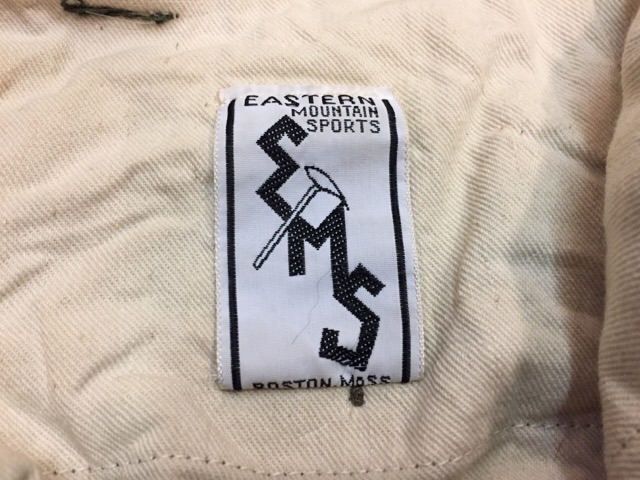 EASTERN
MOUNTAIN
SPORTS
EMS
BOSTON, MASS